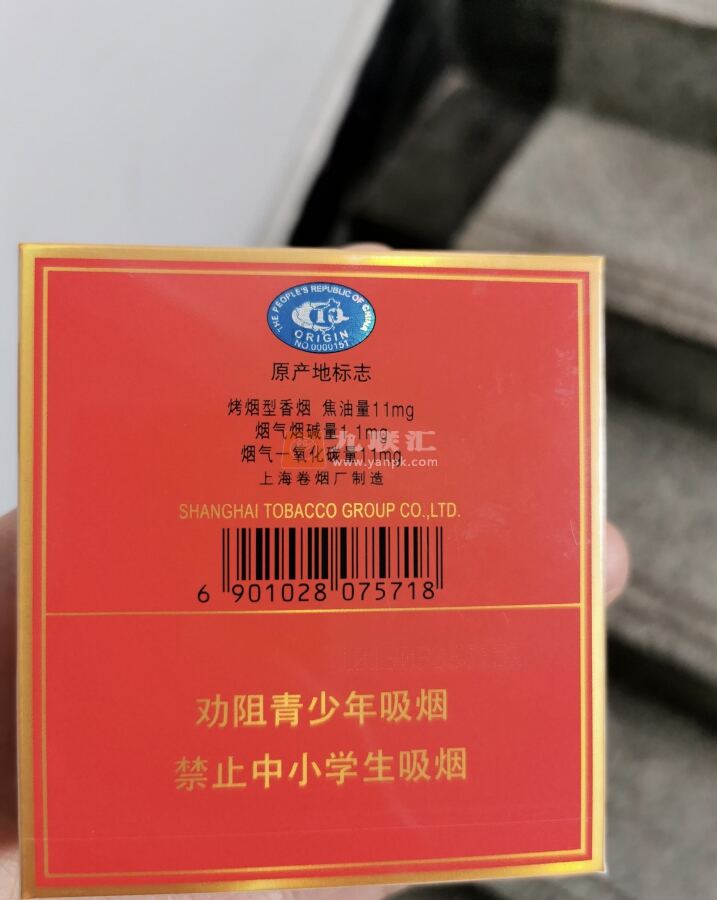 THE PEOPLE'S REPUBLIC OF CHINA
CIO
ORIGIN
NO.0000151
原产地标志
烤烟型香烟 焦油量11mg
烟气烟碱量1.1mg
烟气一氧化碳量11mg
九联汇
www.yanpk.com
上海卷烟厂制造
SHANGHAI TOBACCO GROUP CO.,LTD.
6 901028 075718
劝阻青少年吸烟
禁止中小学生吸烟